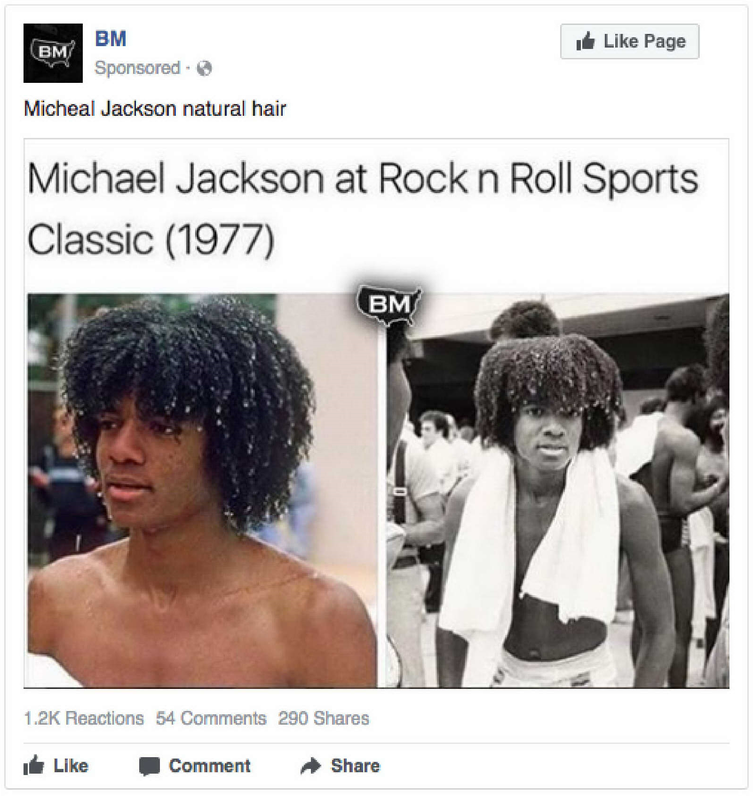 BM
BM
Sponsored ·
Like Page
Micheal Jackson natural hair
Michael Jackson at Rock n Roll Sports
Classic (1977)
BM
1.2K Reactions 54 Comments 290 Shares
Like Comment Share